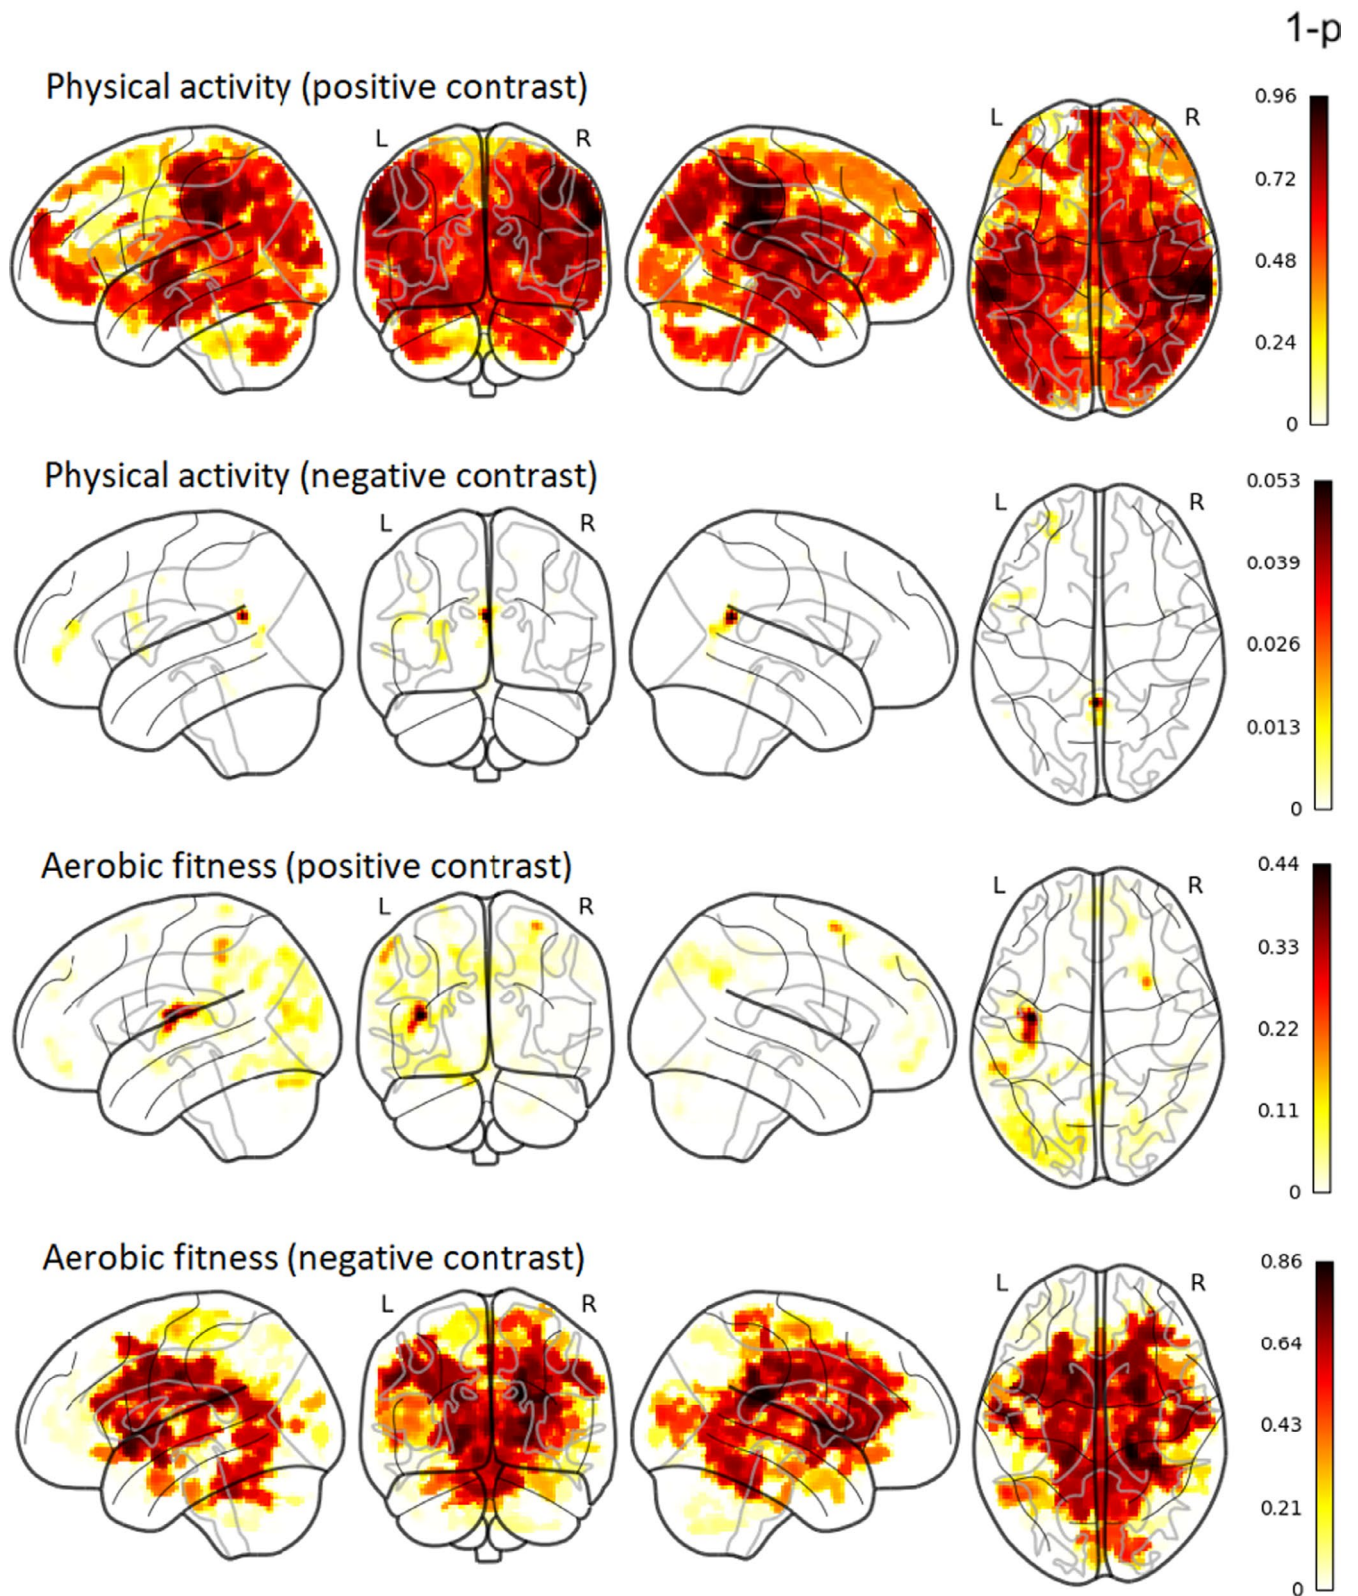 1-p
Physical activity (positive contrast)
L R L R
0.96
0.72
0.48
0.24
0
Physical activity (negative contrast)
L R L R
0.053
0.039
0.026
0.013
0
Aerobic fitness (positive contrast)
L R L R
0.44
0.33
0.22
0.11
0
Aerobic fitness (negative contrast)
L R L R
0.86
0.64
0.43
0.21
0